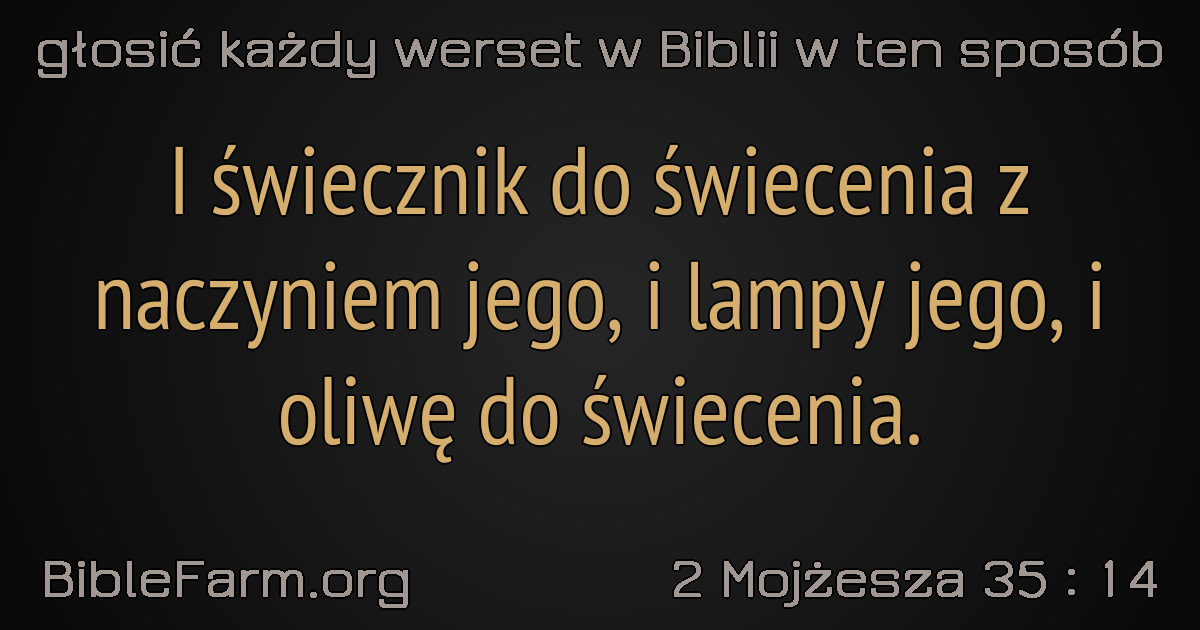 głosić każdy werset w Biblii w ten sposób
I świecznik do świecenia z
naczyniem jego, i lampy jego, i
oliwę do świecenia.
BibleFarm.org
2 Mojżesza 35 : 14